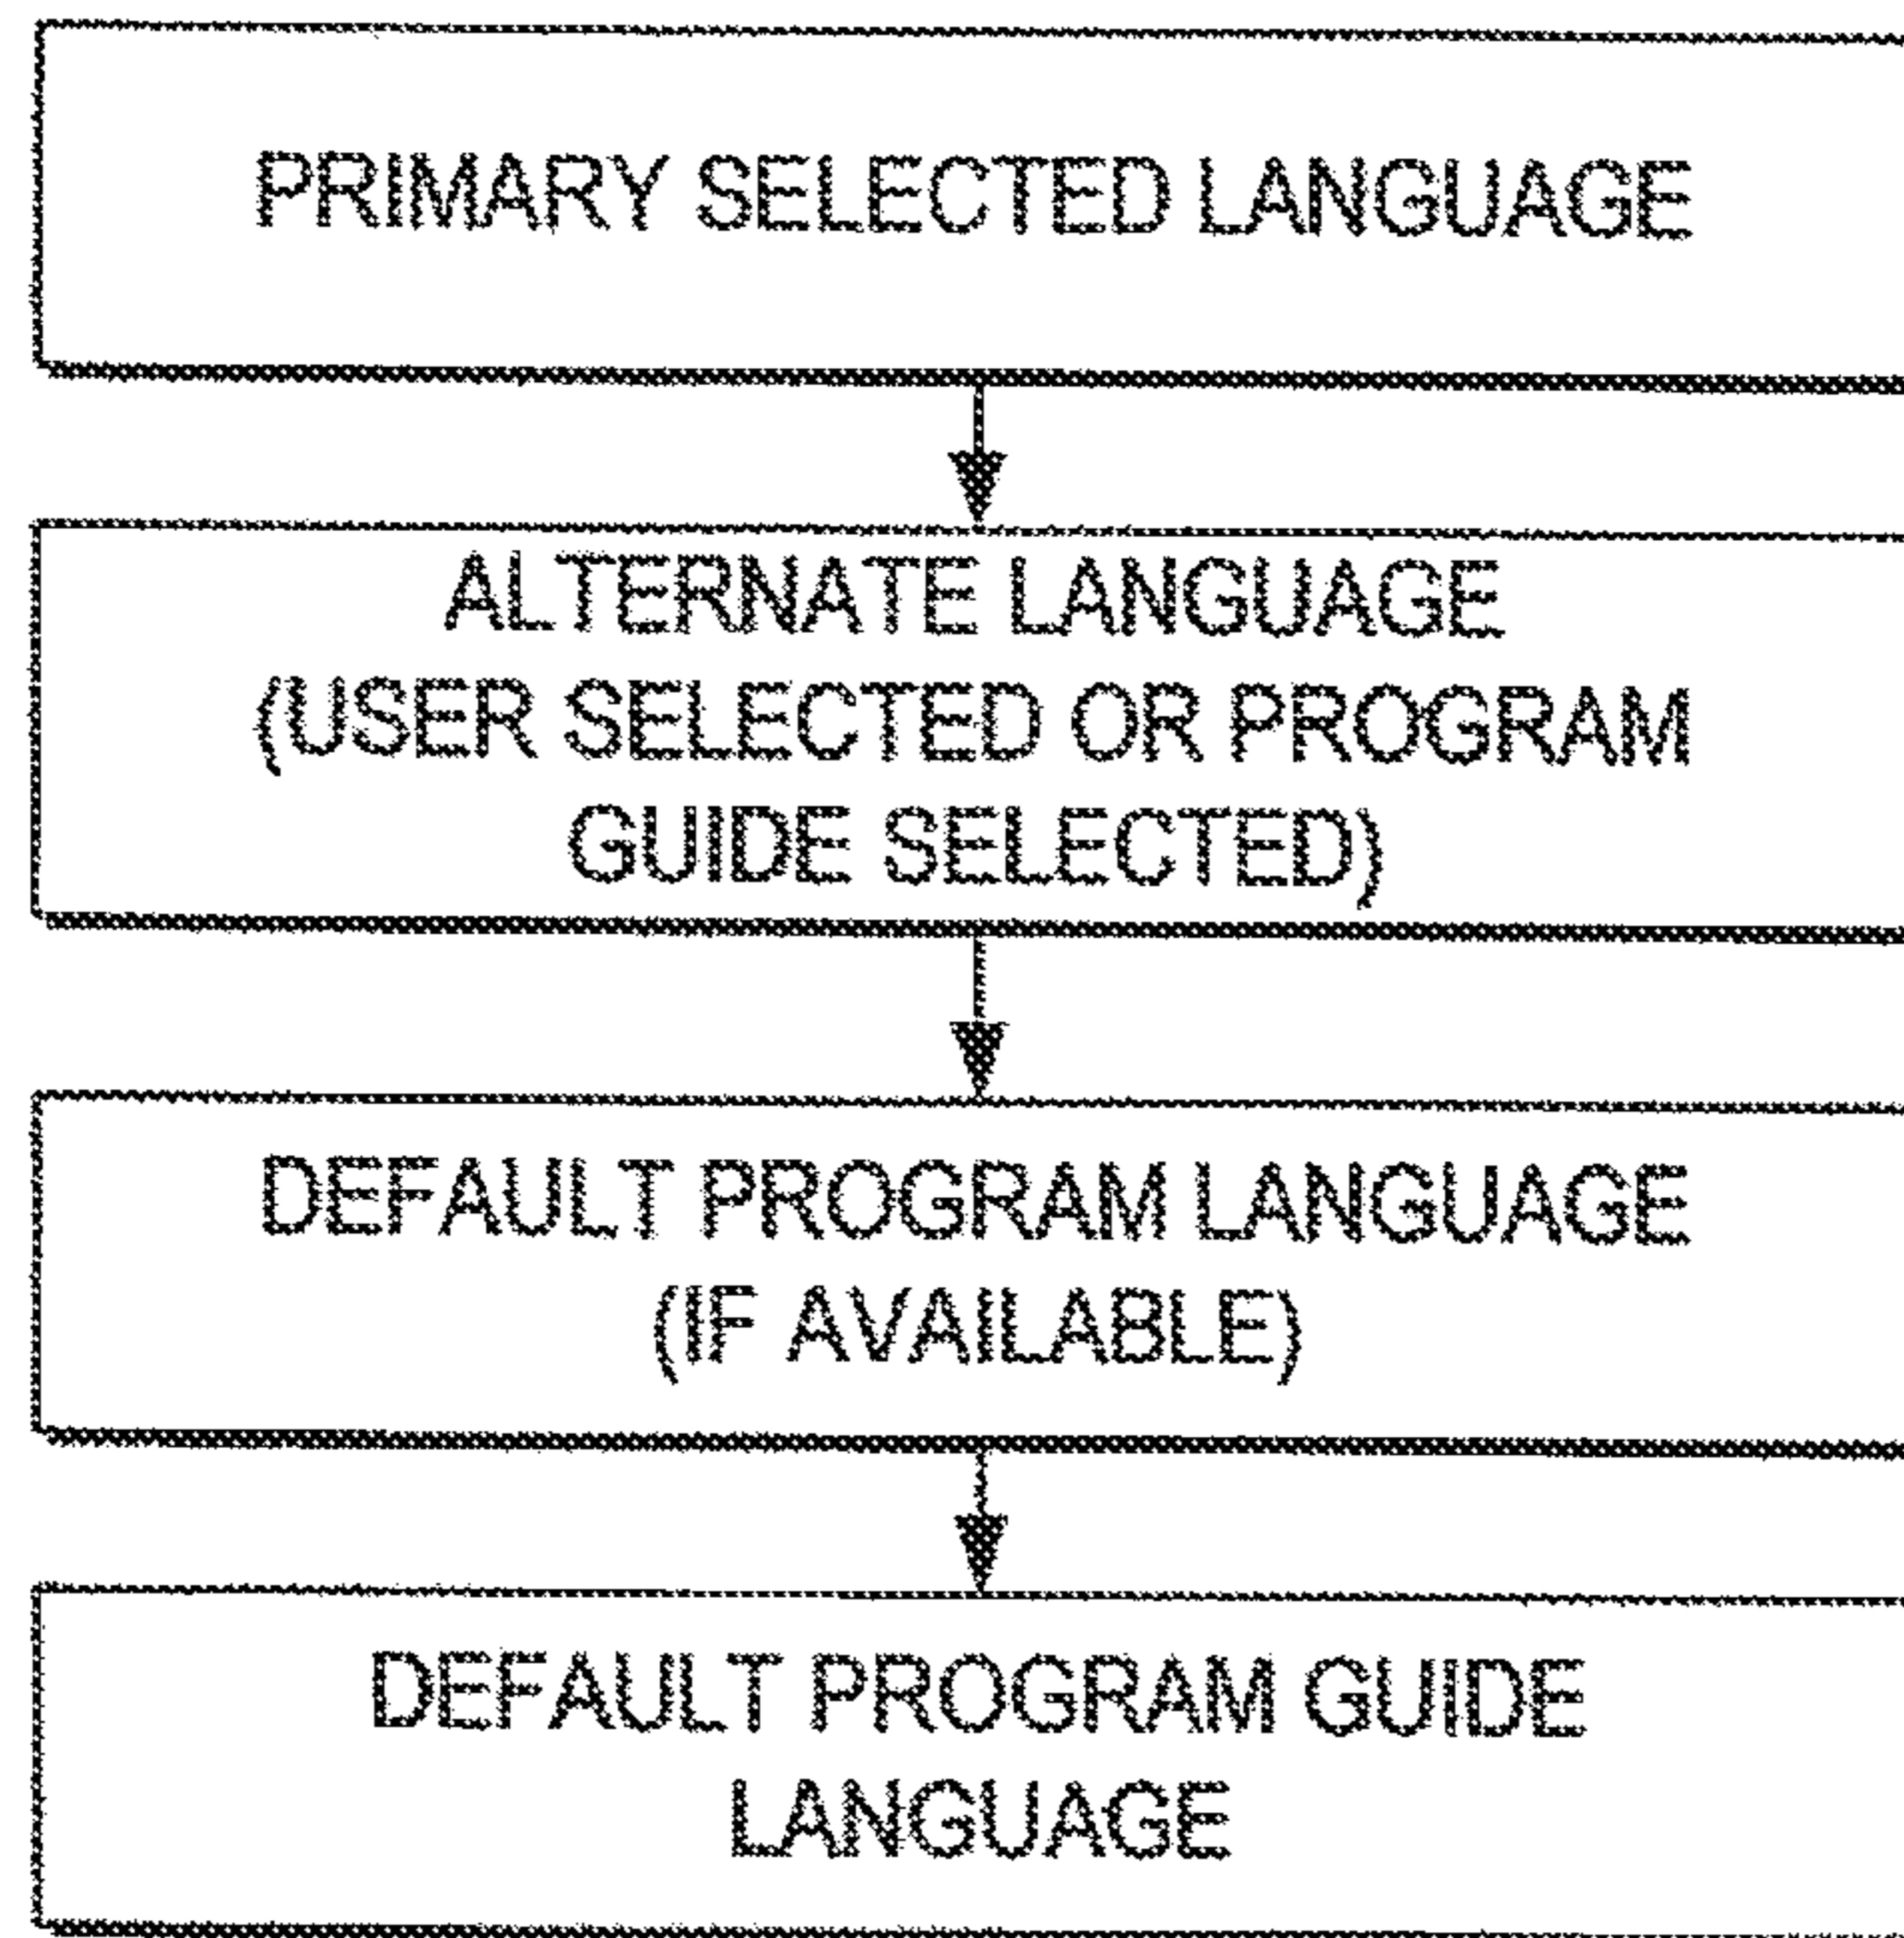 PRIMARY SELECTED LANGUAGE
ALTERNATE LANGUAGE
(USER SELECTED OR PROGRAM
GUIDE SELECTED)
DEFAULT PROGRAM LANGUAGE
(IF AVAILABLE)
DEFAULT PROGRAM GUIDE
LANGUAGE